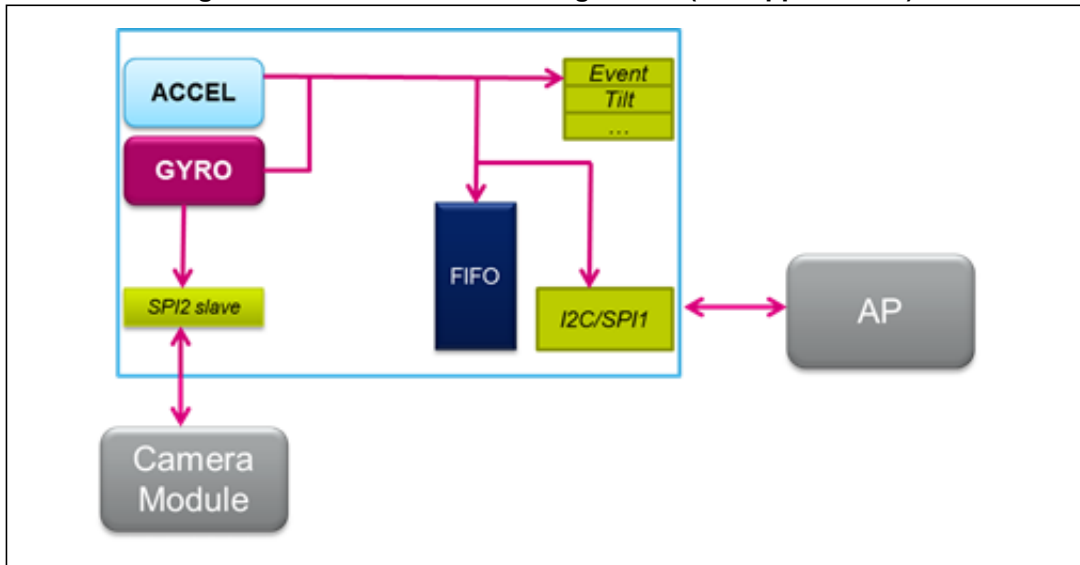 ACCEL
Event
Tilt
...
GYRO
FIFO
SPI2 slave
I2C/SPI1
AP
Camera
Module